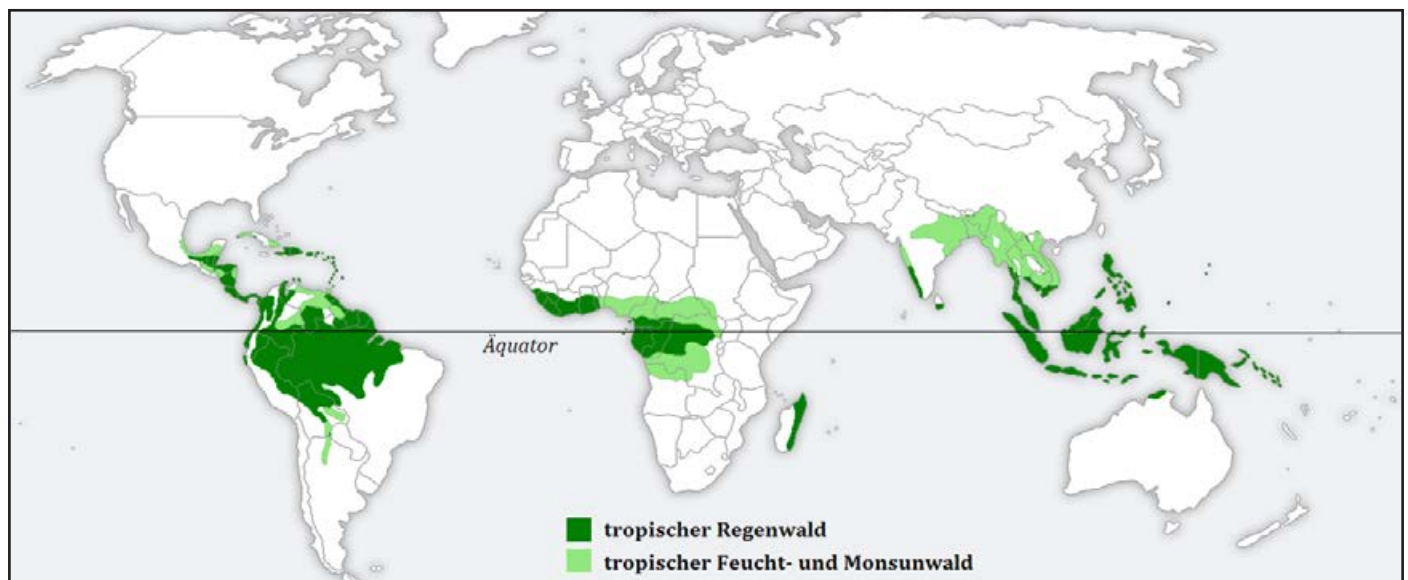 Äquator
tropischer Regenwald
tropischer Feucht- und Monsunwald